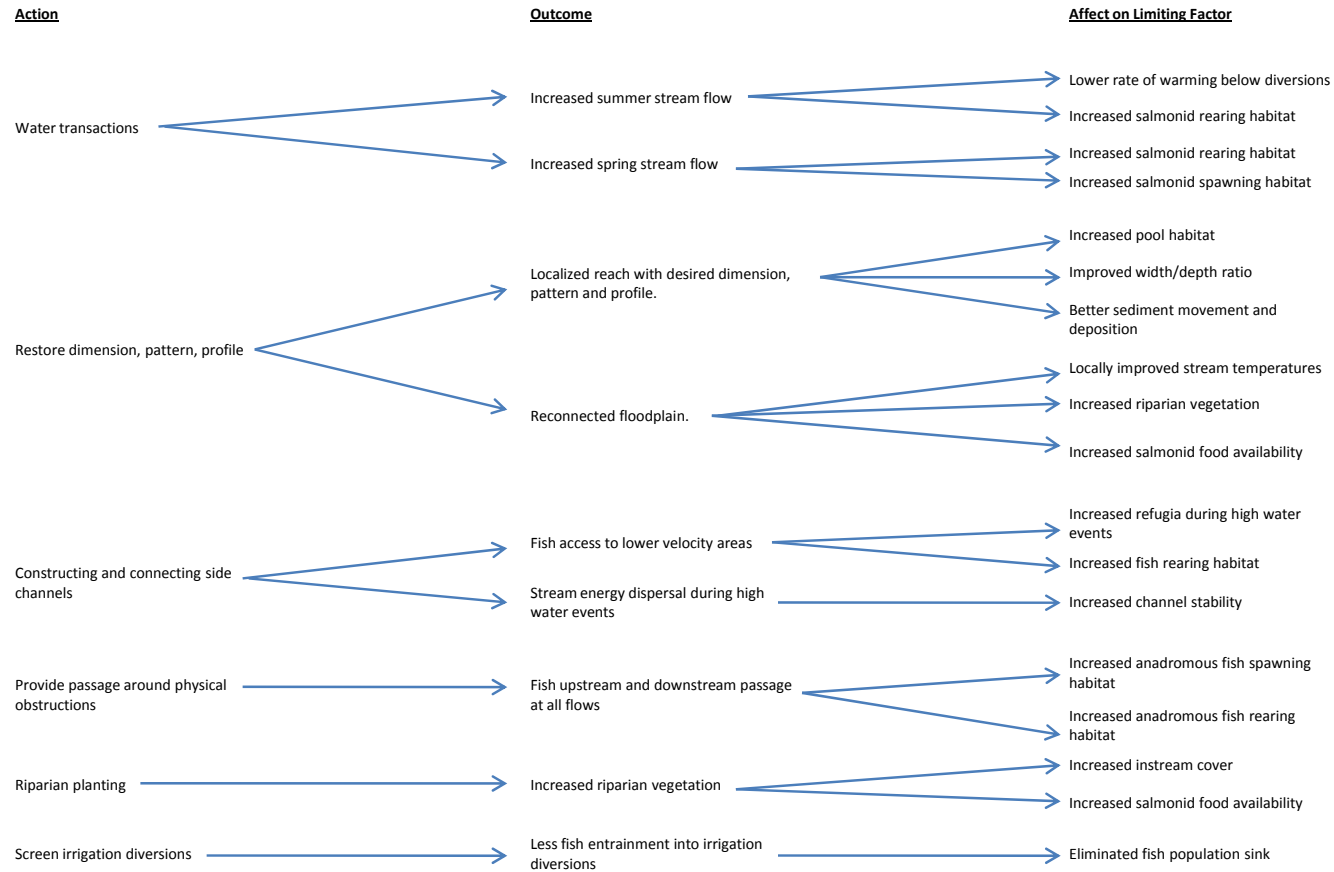 Action
Outcome
Affect on Limiting Factor
Water transactions
Increased summer stream flow
Lower rate of warming below diversions
Increased salmonid rearing habitat
Increased spring stream flow
Increased salmonid rearing habitat
Increased salmonid spawning habitat
Restore dimension, pattern, profile
Localized reach with desired dimension,
pattern and profile.
Increased pool habitat
Improved width/depth ratio
Better sediment movement and
deposition
Reconnected floodplain.
Locally improved stream temperatures
Increased riparian vegetation
Increased salmonid food availability
Constructing and connecting side
channels
Fish access to lower velocity areas
Increased refugia during high water
events
Increased fish rearing habitat
Stream energy dispersal during high
water events
Increased channel stability
Provide passage around physical
obstructions
Fish upstream and downstream passage
at all flows
Increased anadromous fish spawning
habitat
Increased anadromous fish rearing
habitat
Riparian planting
Increased riparian vegetation
Increased instream cover
Increased salmonid food availability
Screen irrigation diversions
Less fish entrainment into irrigation
diversions
Eliminated fish population sink